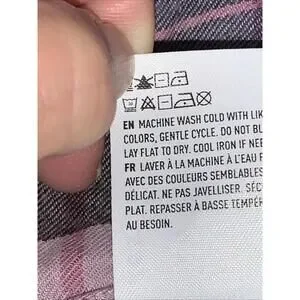 EN MACHINE WASH COLD WITH LIK
COLORS, GENTLE CYCLE. DO NOT BL
LAY FLAT TO DRY. COOL IRON IF NEE
FR LAVER À LA MACHINE À L'EAU F
AVEC DES COULEURS SEMBLABLES
DÉLICAT. NE PAS JAVELLISER. SÉC
PLAT. REPASSER À BASSE TEMPÉR
AU BESOIN.